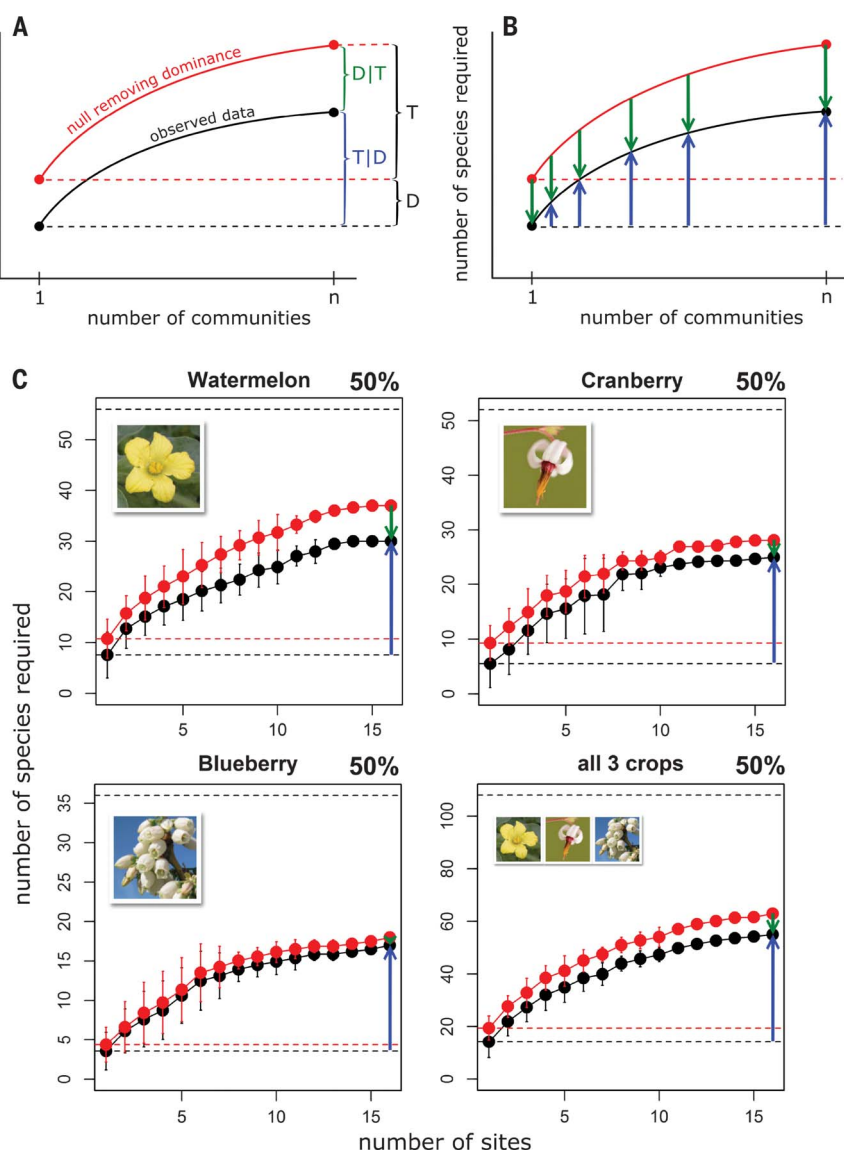 A
null removing dominance
observed data
D|T
T|D
T
D
1
n
number of communities
B
number of species required
1
n
number of communities
C
number of species required
Watermelon 50%
50
40
30
20
10
0
5
10
15
Cranberry 50%
50
40
30
20
10
0
5
10
15
Blueberry 50%
35
25
15
5
0
5
10
15
all 3 crops 50%
100
80
60
40
20
0
5
10
15
number of sites